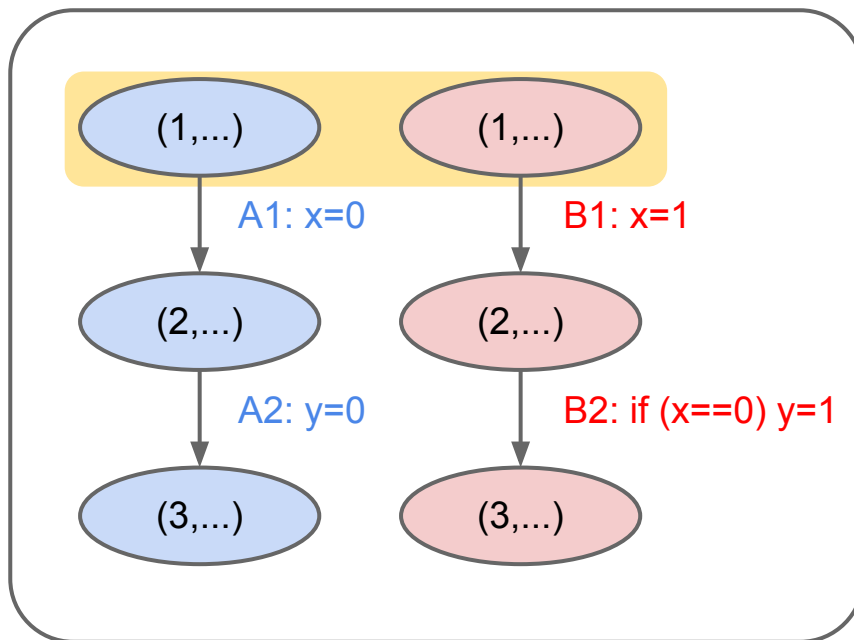 (1,...) (1,...)
A1: x=0 B1: x=1
(2,...) (2,...)
A2: y=0 B2: if (x==0) y=1
(3,...) (3,...)